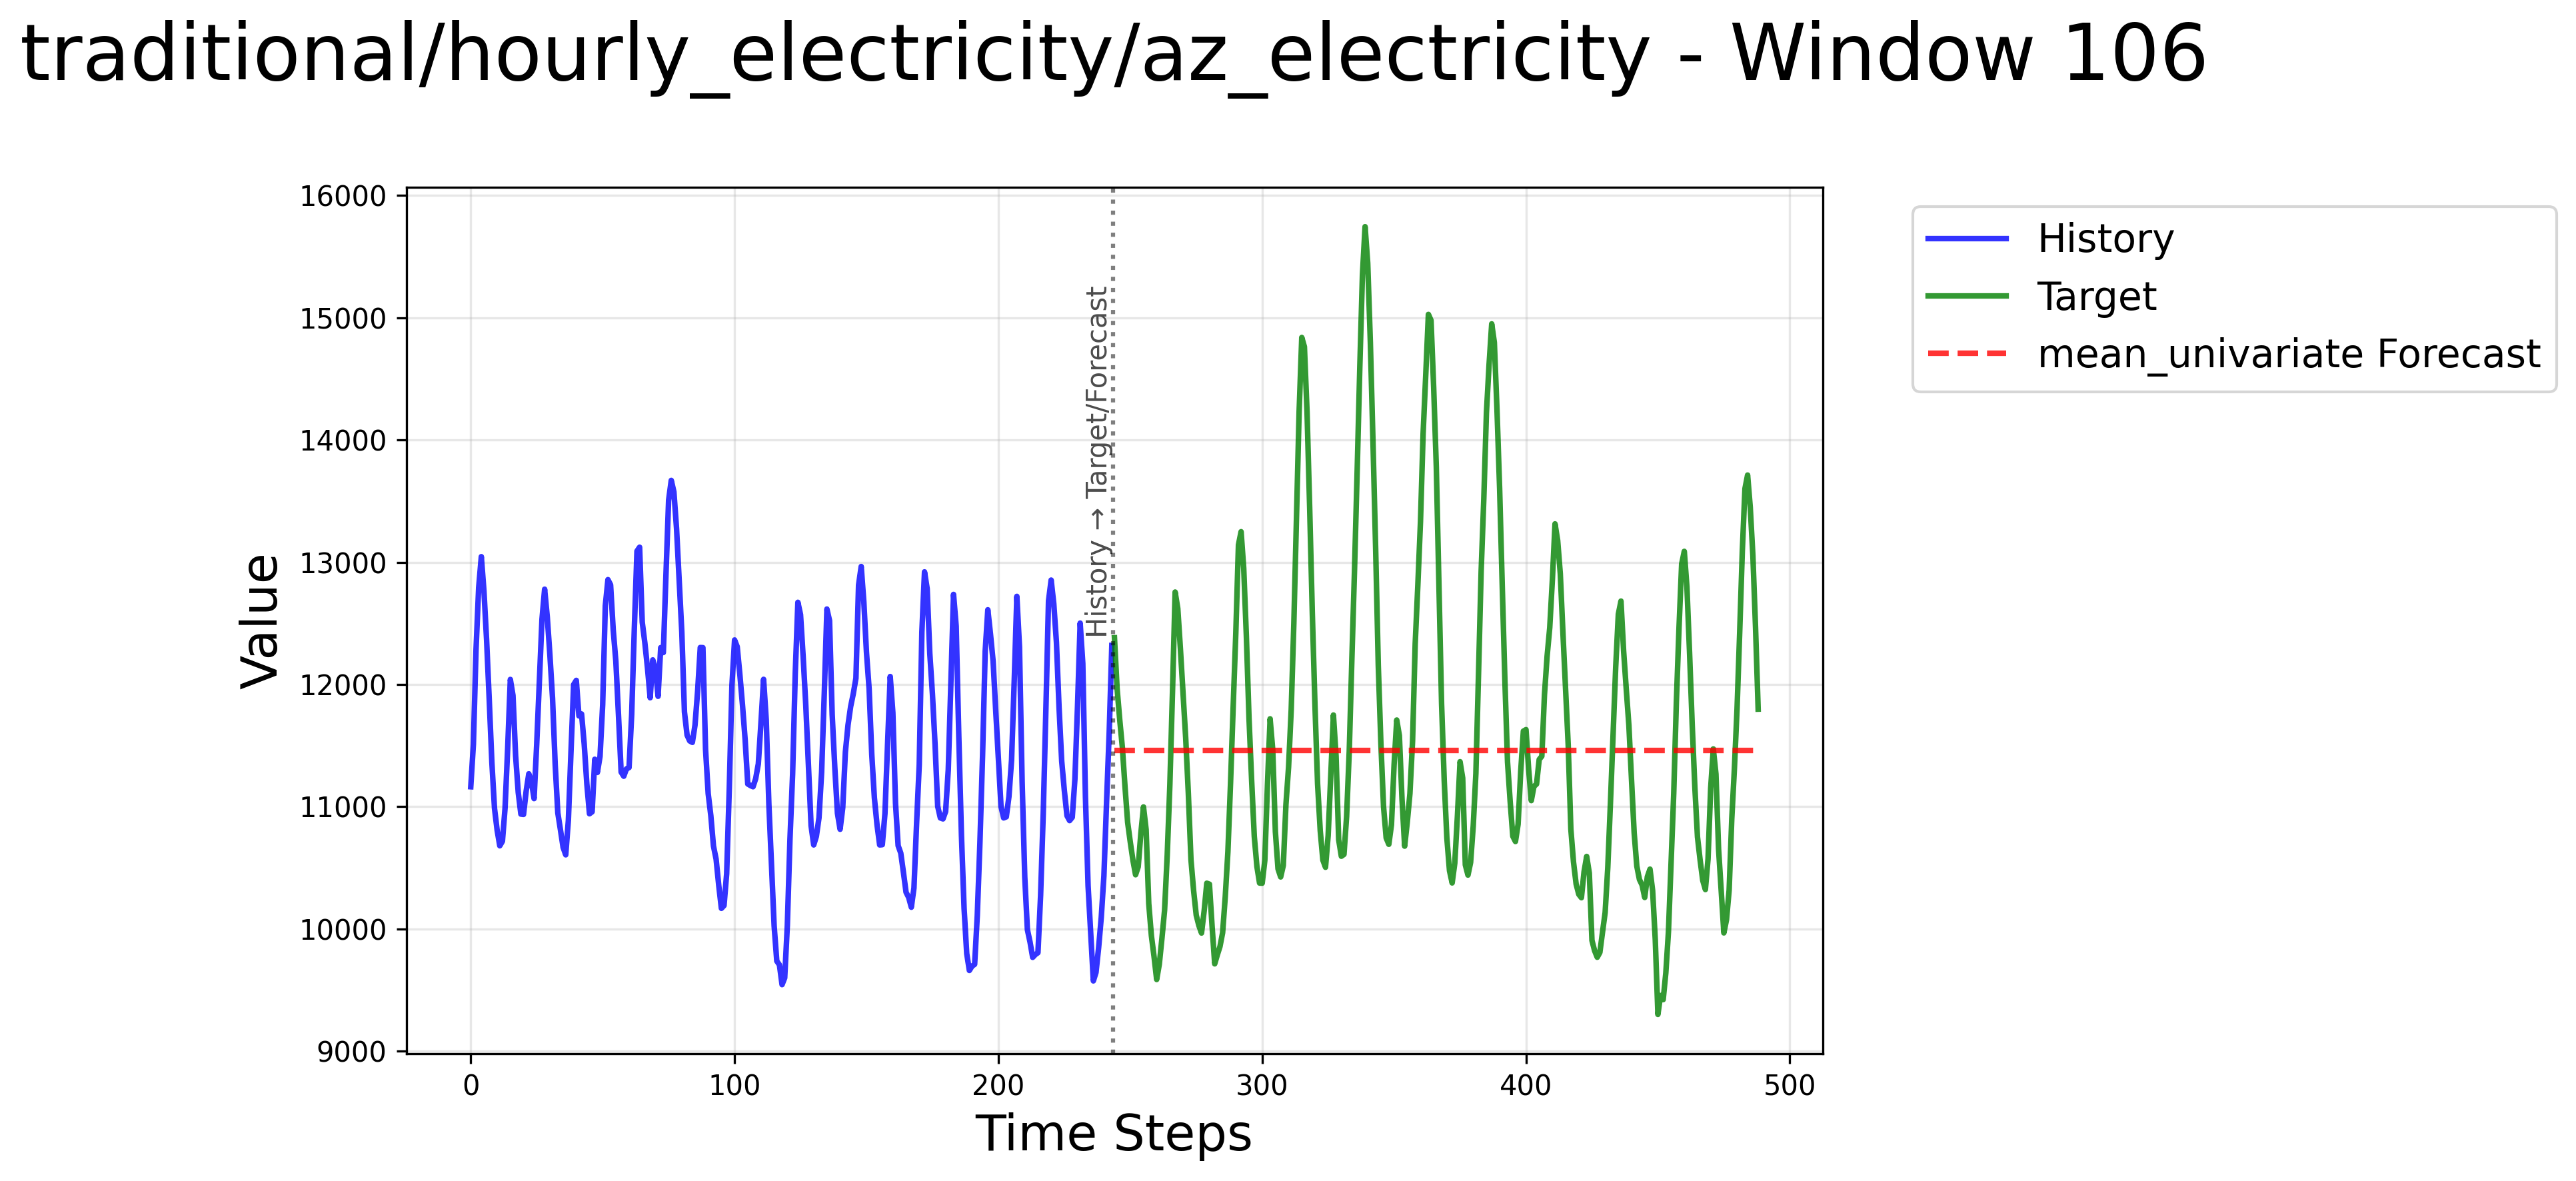 traditional/hourly_electricity/az_electricity - Window 106
16000
15000
14000
13000
12000
11000
10000
9000
Value
History → Target/Forecast
0
100
200
300
400
500
Time Steps
History
Target
mean_univariate Forecast